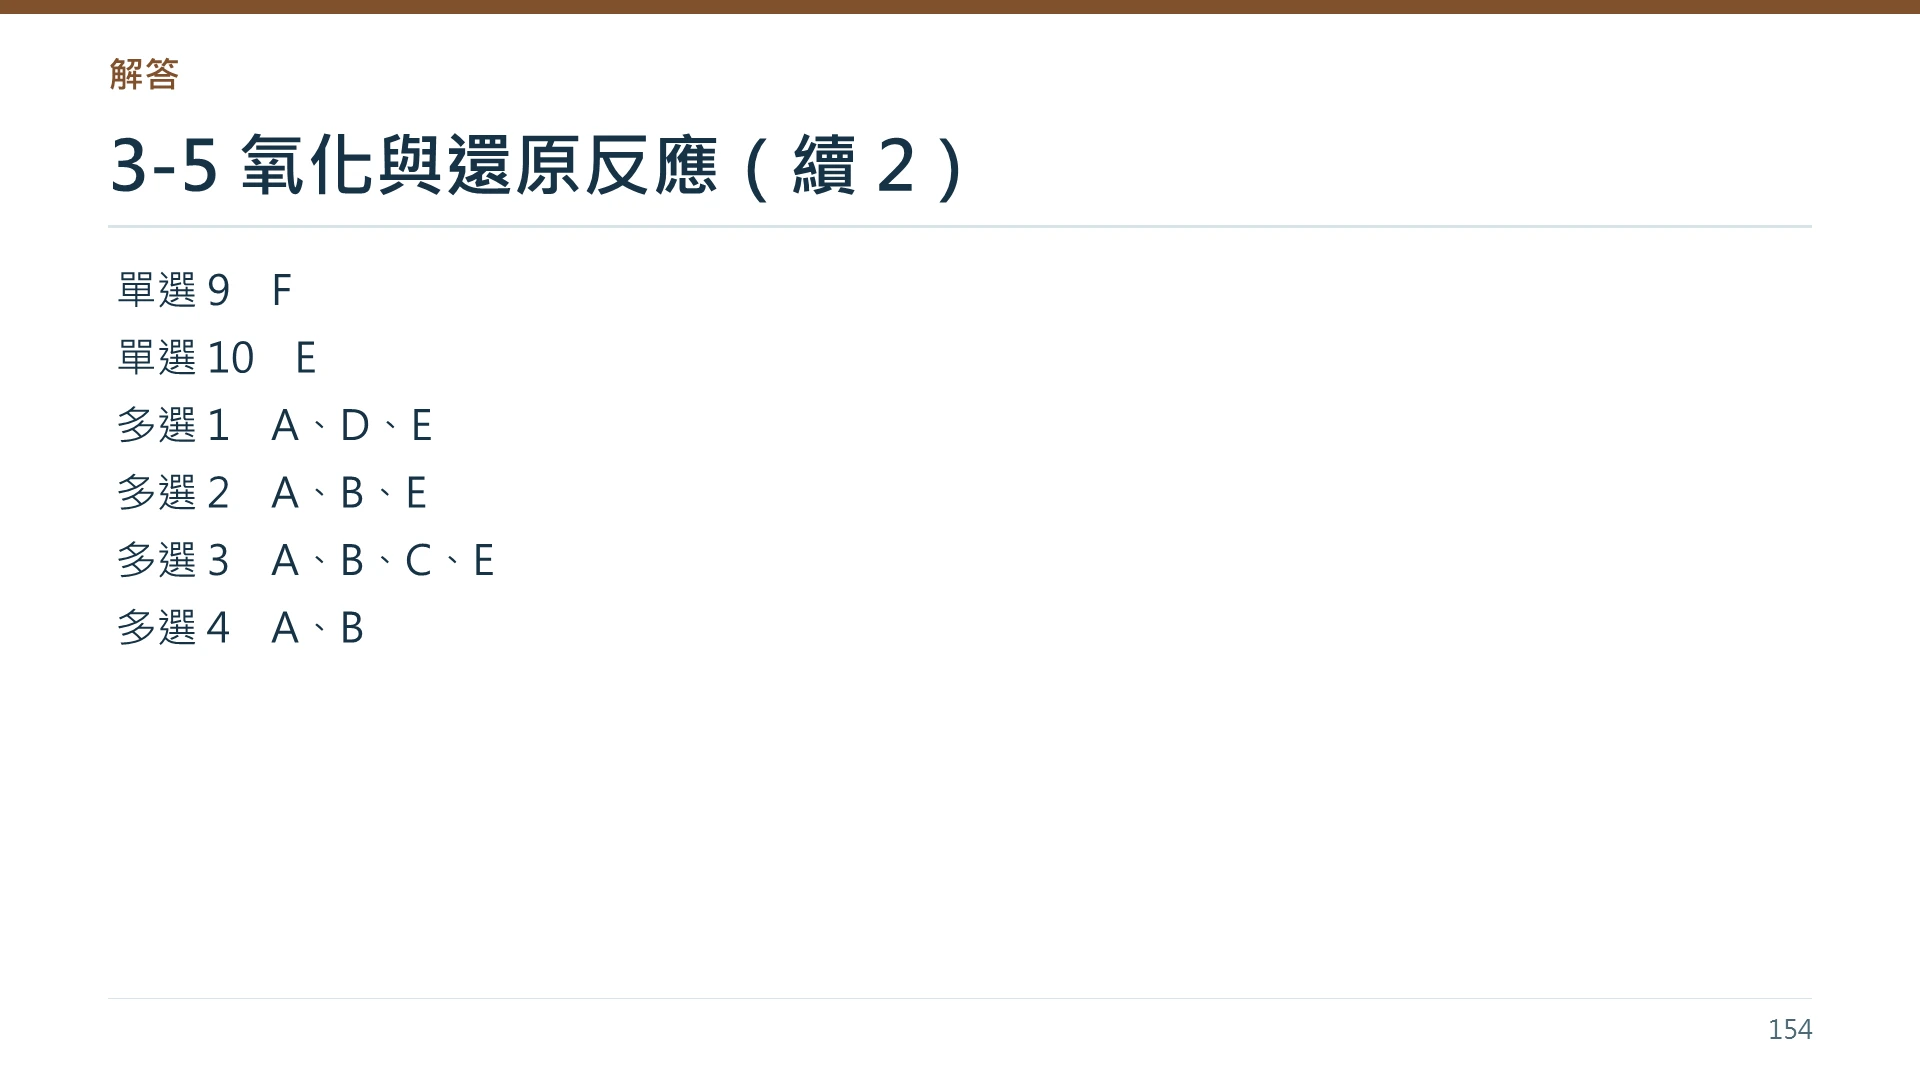 解答
3-5 氧化與還原反應（續 2）
單選 9　F
單選 10　E
多選 1　A、D、E
多選 2　A、B、E
多選 3　A、B、C、E
多選 4　A、B
154